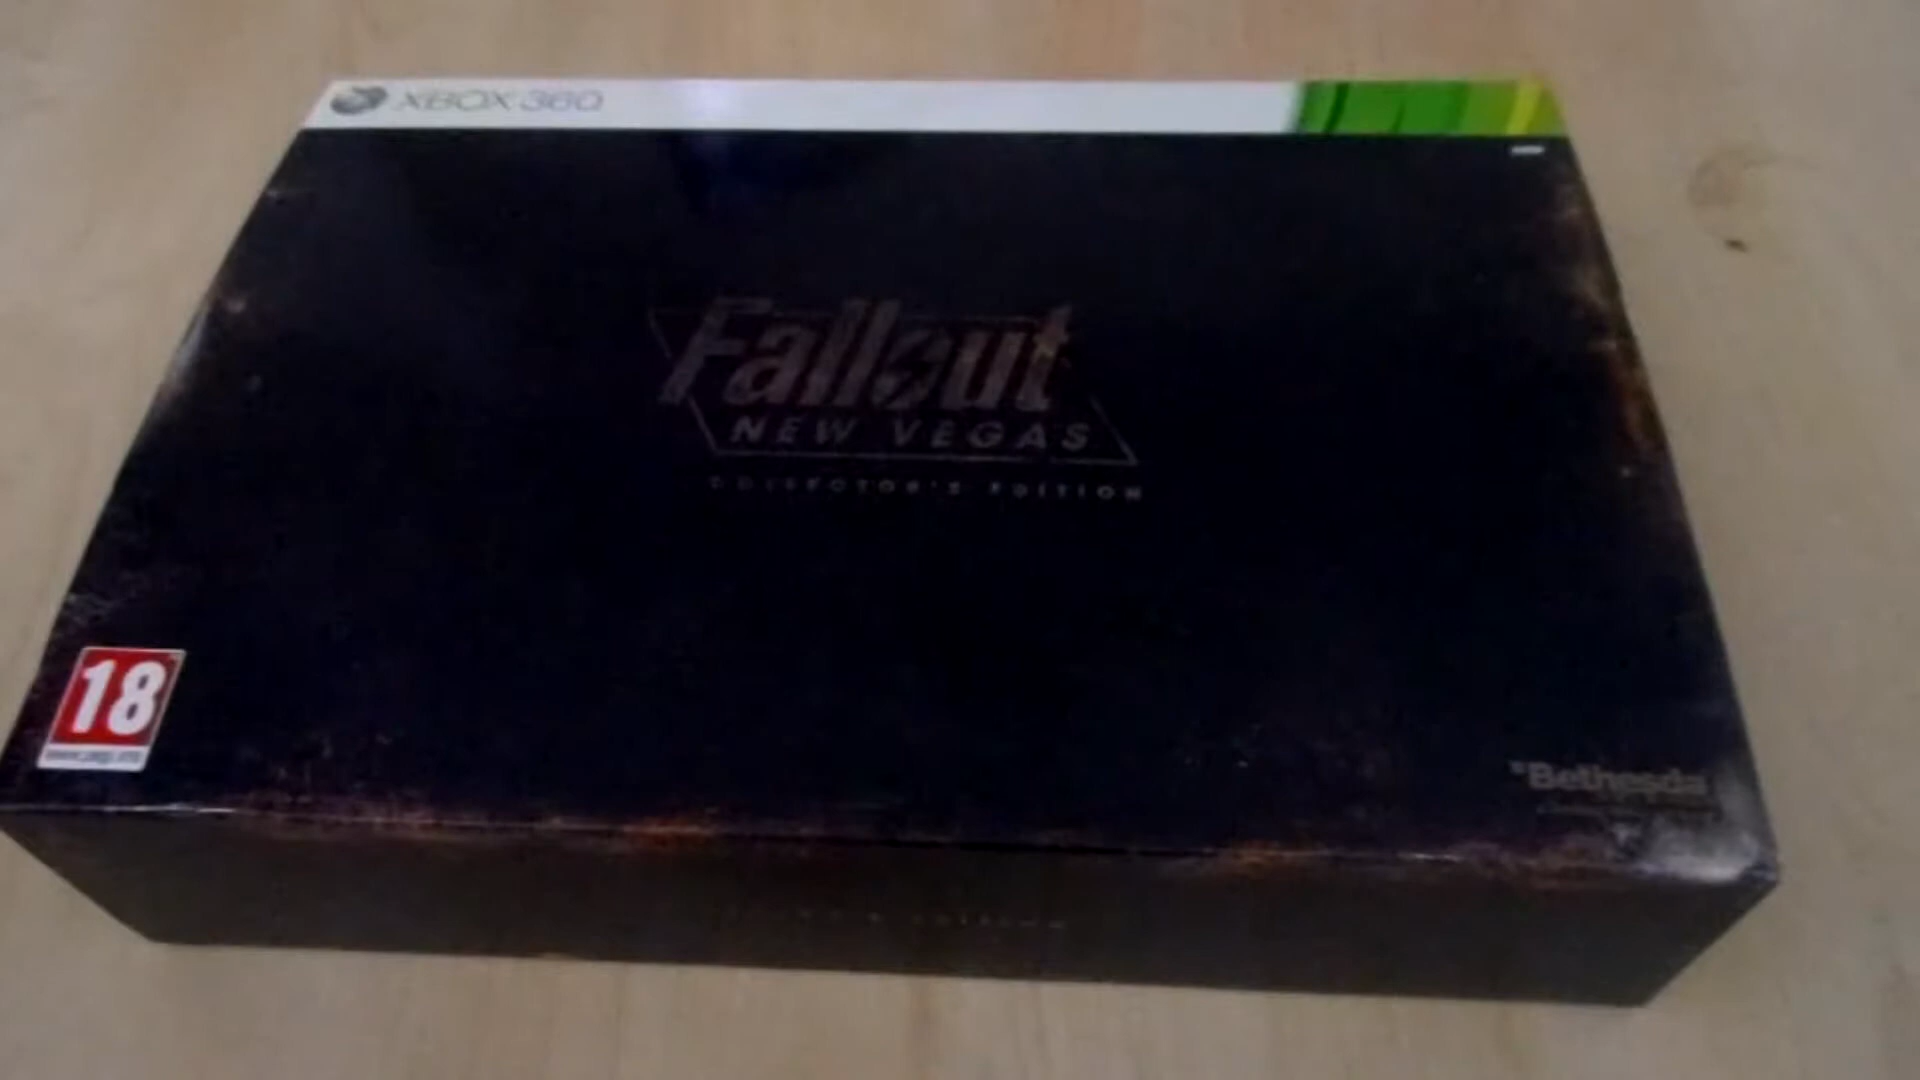 XBOX 360
Fallout
NEW VEGAS
COLLECTOR'S EDITION
18
Bethesda